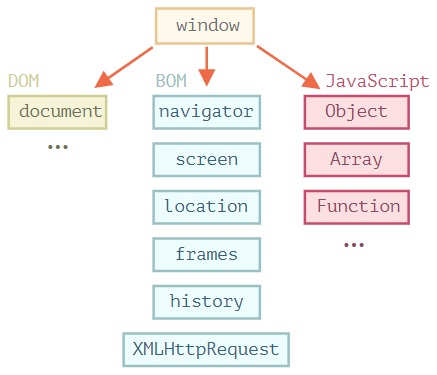 window
DOM
BOM
JavaScript
document
navigator
Object
...
screen
Array
location
Function
frames
...
history
XMLHttpRequest